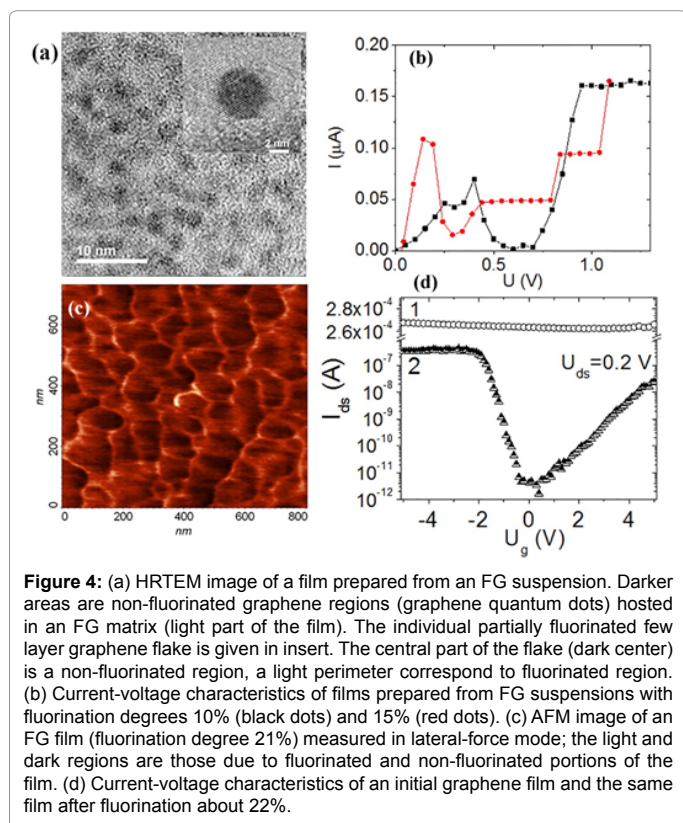 (a)
2 nm
10 nm
(b)
0.20
0.15
0.10
0.05
0.00
I (µA)
0.0 0.5 1.0
U (V)
(c)
600
400
200
0
nm
0 200 400 600 800
nm
(d)
2.8x10⁻⁴
2.6x10⁻⁴
10⁻⁷
10⁻⁸
10⁻⁹
10⁻¹⁰
10⁻¹¹
10⁻¹²
I_ds (A)
1
2
U_ds=0.2 V
-4 -2 0 2 4
U_g (V)
Figure 4: (a) HRTEM image of a film prepared from an FG suspension. Darker
areas are non-fluorinated graphene regions (graphene quantum dots) hosted
in an FG matrix (light part of the film). The individual partially fluorinated few
layer graphene flake is given in insert. The central part of the flake (dark center)
is a non-fluorinated region, a light perimeter correspond to fluorinated region.
(b) Current-voltage characteristics of films prepared from FG suspensions with
fluorination degrees 10% (black dots) and 15% (red dots). (c) AFM image of an
FG film (fluorination degree 21%) measured in lateral-force mode; the light and
dark regions are those due to fluorinated and non-fluorinated portions of the
film. (d) Current-voltage characteristics of an initial graphene film and the same
film after fluorination about 22%.